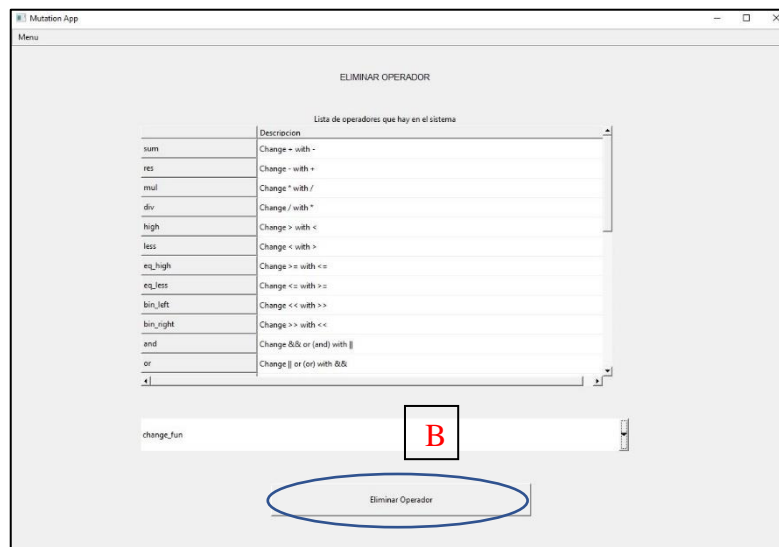 Mutation App
Menu
ELIMINAR OPERADOR
Lista de operadores que hay en el sistema
Descripcion
sum Change + with -
res Change - with +
mul Change * with /
div Change / with *
high Change > with <
less Change < with >
eq_high Change >= with <=
eq_less Change <= with >=
bin_left Change << with >>
bin_right Change >> with <<
and Change && or (and) with ||
or Change || or (or) with &&
change_fun
B
Eliminar Operador